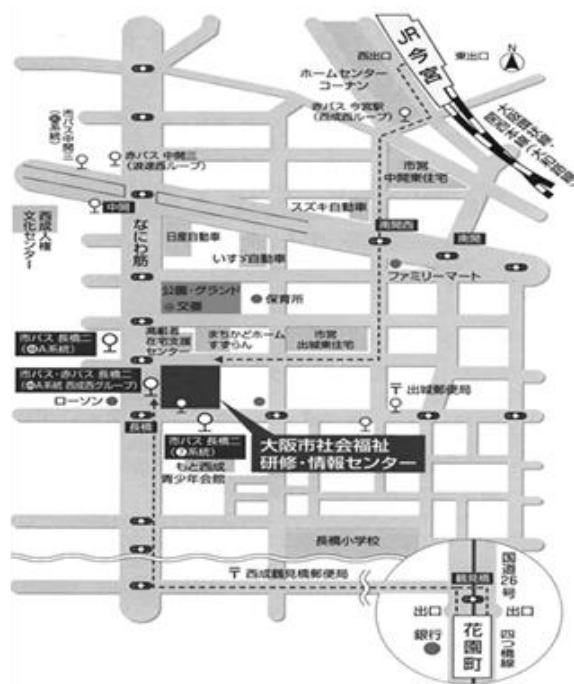 JR今宮
西出口
東出口
N
ホームセンター
コーナン
赤バス 今宮駅
(西成西ループ)
大阪環状線・
関西本線(大和路線)
市バス中開三
赤バス 中開三
(浪速西ループ)
市営
中開東住宅
スズキ自動車
中開
西成人権
文化センター
なにわ筋
日産自動車
いすゞ自動車
南開西
南開
ファミリーマート
公園・グランド
交番
保育所
高齢者
在宅支援
センター
まちかどホーム
すずらん
市営
出城東住宅
市バス 長橋二
市バス・赤バス 長橋二
ローソン
長橋
〒出城郵便局
市バス 長橋二
(⑦系統)
大阪市社会福祉
研修・情報センター
もと西成
青少年会館
長橋小学校
〒西成鶴見橋郵便局
国道26号
鶴見橋
出口
出口
銀行
花園町
四つ橋線